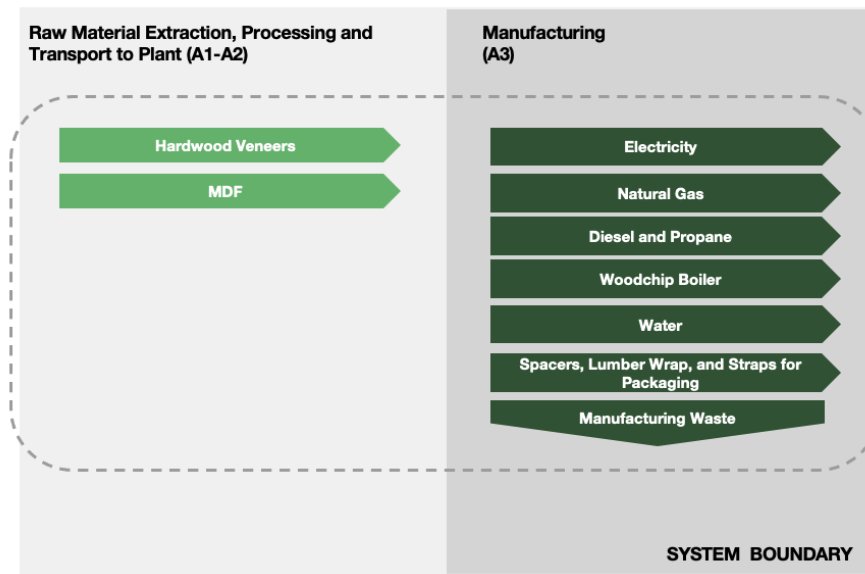 Raw Material Extraction, Processing and
Transport to Plant (A1-A2)
Hardwood Veneers
MDF
Manufacturing
(A3)
Electricity
Natural Gas
Diesel and Propane
Woodchip Boiler
Water
Spacers, Lumber Wrap, and Straps for
Packaging
Manufacturing Waste
SYSTEM BOUNDARY